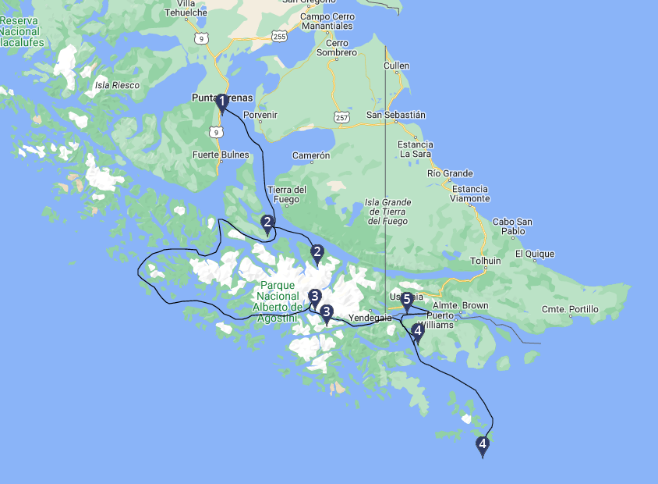 Villa
Tehuelche
San Gregorio
Reserva
Nacional
lacalufes
Campo Cerro
Manantiales
9
255
Cerro
Sombrero
Cullen
Isla Riesco
Punta Arenas
1
Porvenir
257
San Sebastián
9
Estancia
La Sara
Fuerte Bulnes
Camerón
Río Grande
Tierra del
Fuego
Estancia
Viamonte
Isla Grande
de Tierra
del Fuego
2
Cabo San
Pablo
El Quique
2
Tolhuin
Parque
Nacional
Alberto de
Agostini
3
3
Ushuaia
5
Almte. Brown
Cmte. Portillo
Yendegaia
Puerto
Williams
4
4